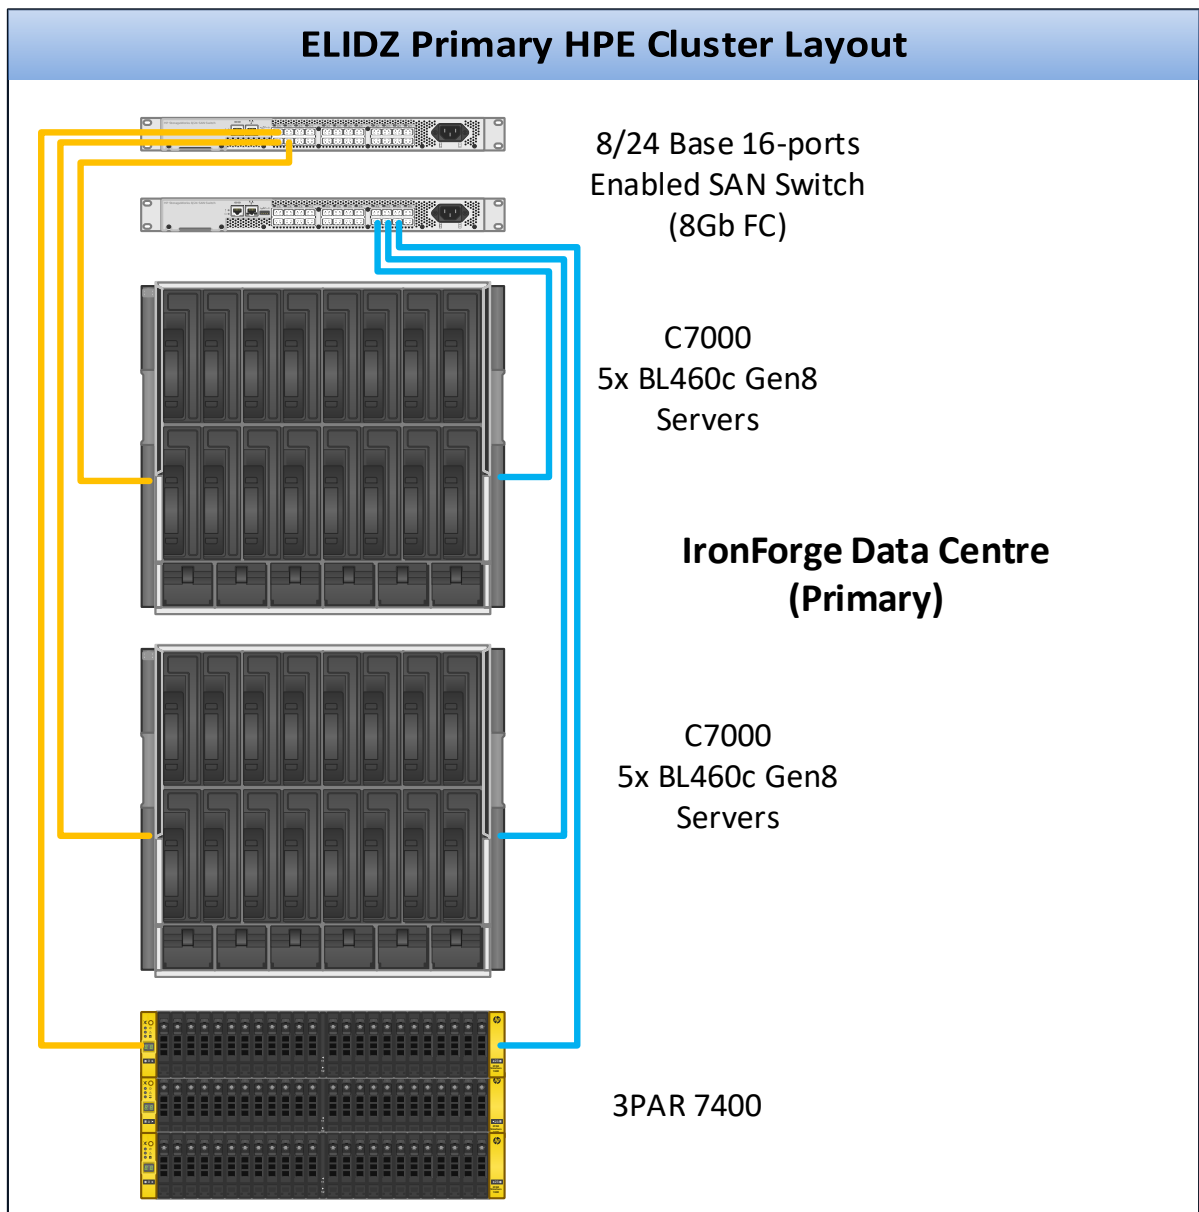 ELIDZ Primary HPE Cluster Layout
8/24 Base 16-ports
Enabled SAN Switch
(8Gb FC)
C7000
5x BL460c Gen8
Servers
IronForge Data Centre
(Primary)
C7000
5x BL460c Gen8
Servers
3PAR 7400